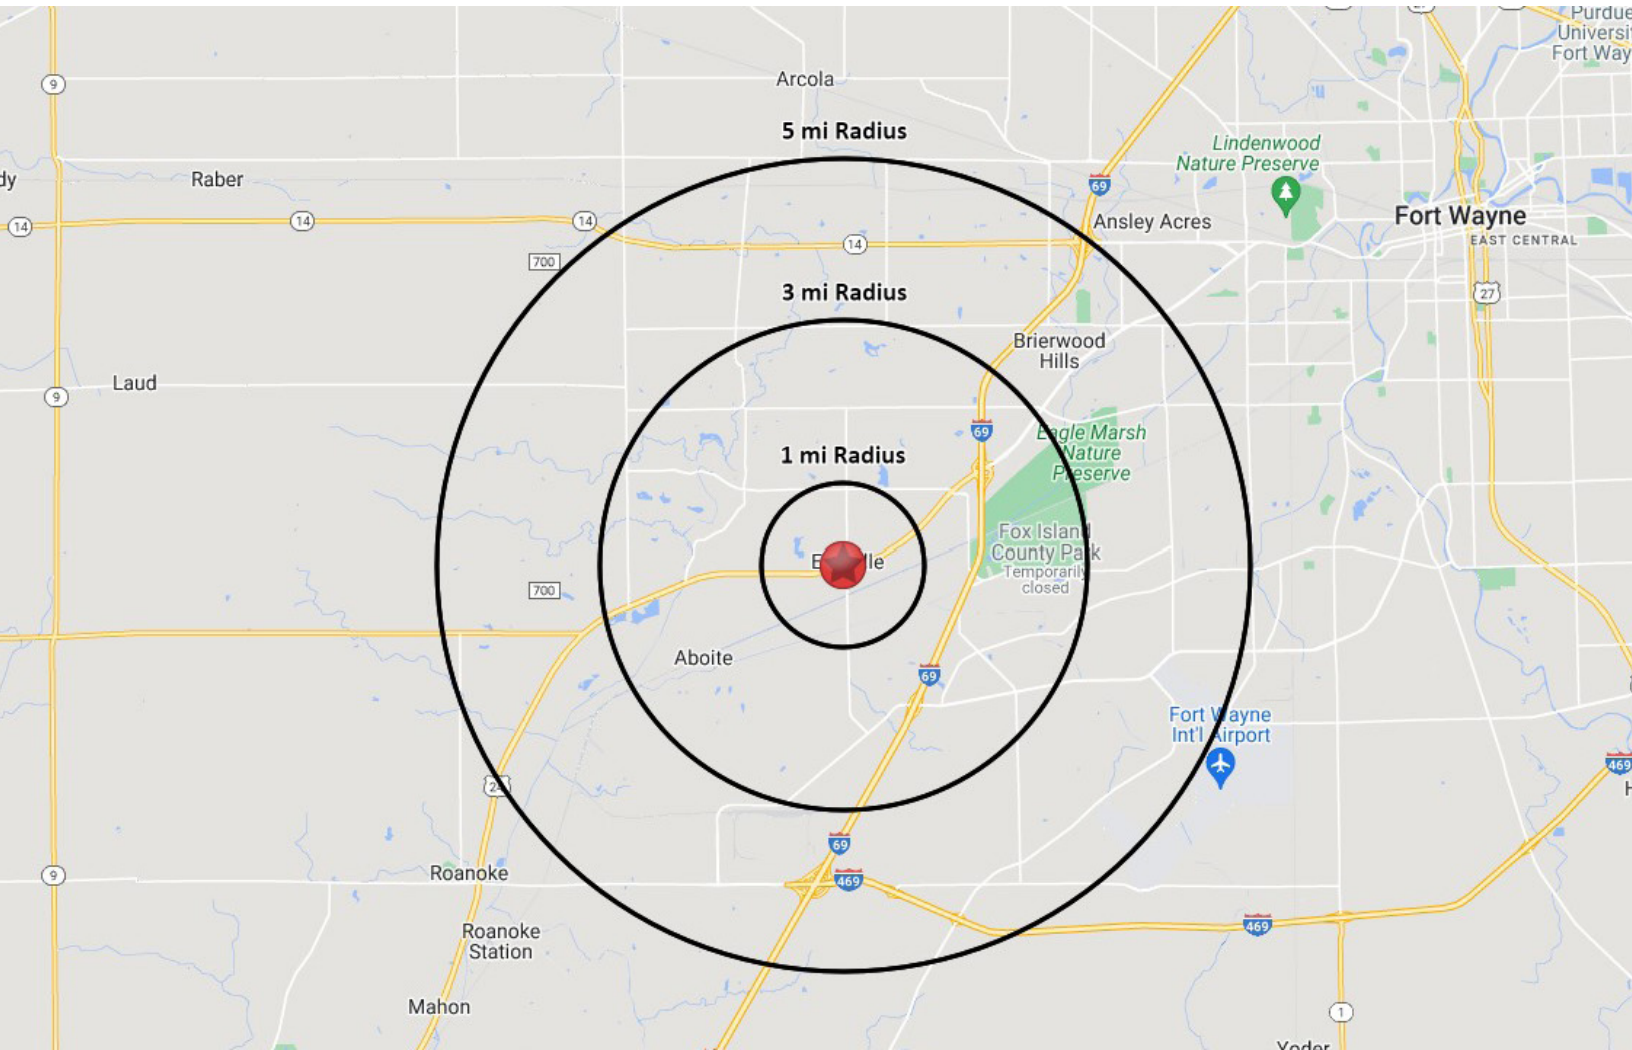 Purdue
Universit
Fort Way
9
Arcola
5 mi Radius
Lindenwood
Nature Preserve
dy
Raber
69
14
14
14
Ansley Acres
Fort Wayne
EAST CENTRAL
14
700
27
3 mi Radius
Brierwood
Hills
Laud
9
69
Eagle Marsh
Nature
Preserve
1 mi Radius
Fox Island
County Park
Temporarily
closed
E
lle
700
Aboite
69
Fort Wayne
Int'l Airport
469
H
24
69
Roanoke
9
469
469
Roanoke
Station
Mahon
1
Yoder